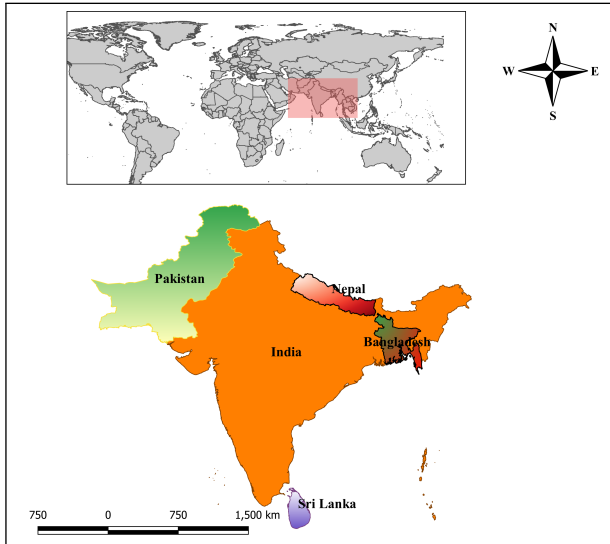 N
W E
S
Pakistan
Nepal
Bangladesh
India
Sri Lanka
750 0 750 1,500 km